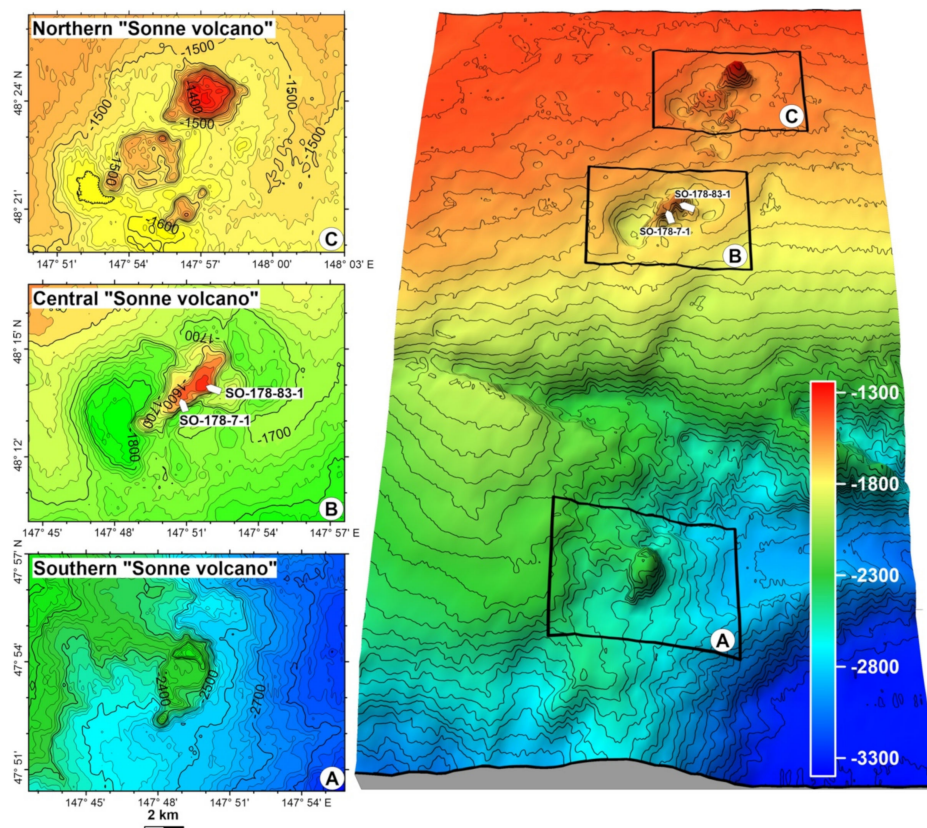 Northern "Sonne volcano"
-1500
-1500
-1400
-1500
-1500
-1500
-1500
-1600
48° 24' N
48° 21'
C
147° 51'
147° 54'
147° 57'
148° 00'
148° 03' E
Central "Sonne volcano"
-1700
-1600
-1700
SO-178-83-1
SO-178-7-1
-1700
-1800
48° 15' N
48° 12'
B
147° 45'
147° 48'
147° 51'
147° 54'
147° 57' E
Southern "Sonne volcano"
-2400
-2500
-2700
47° 57' N
47° 54'
47° 51'
A
147° 45'
147° 48'
147° 51'
147° 54' E
2 km
C
SO-178-83-1
SO-178-7-1
B
A
-1300
-1800
-2300
-2800
-3300